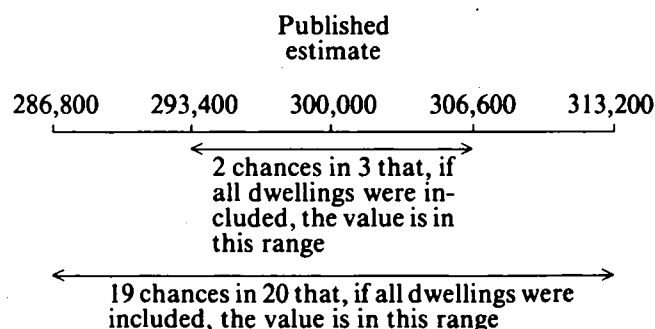 Published
estimate
286,800 293,400 300,000 306,600 313,200
2 chances in 3 that, if
all dwellings were in-
cluded, the value is in
this range
19 chances in 20 that, if all dwellings were
included, the value is in this range